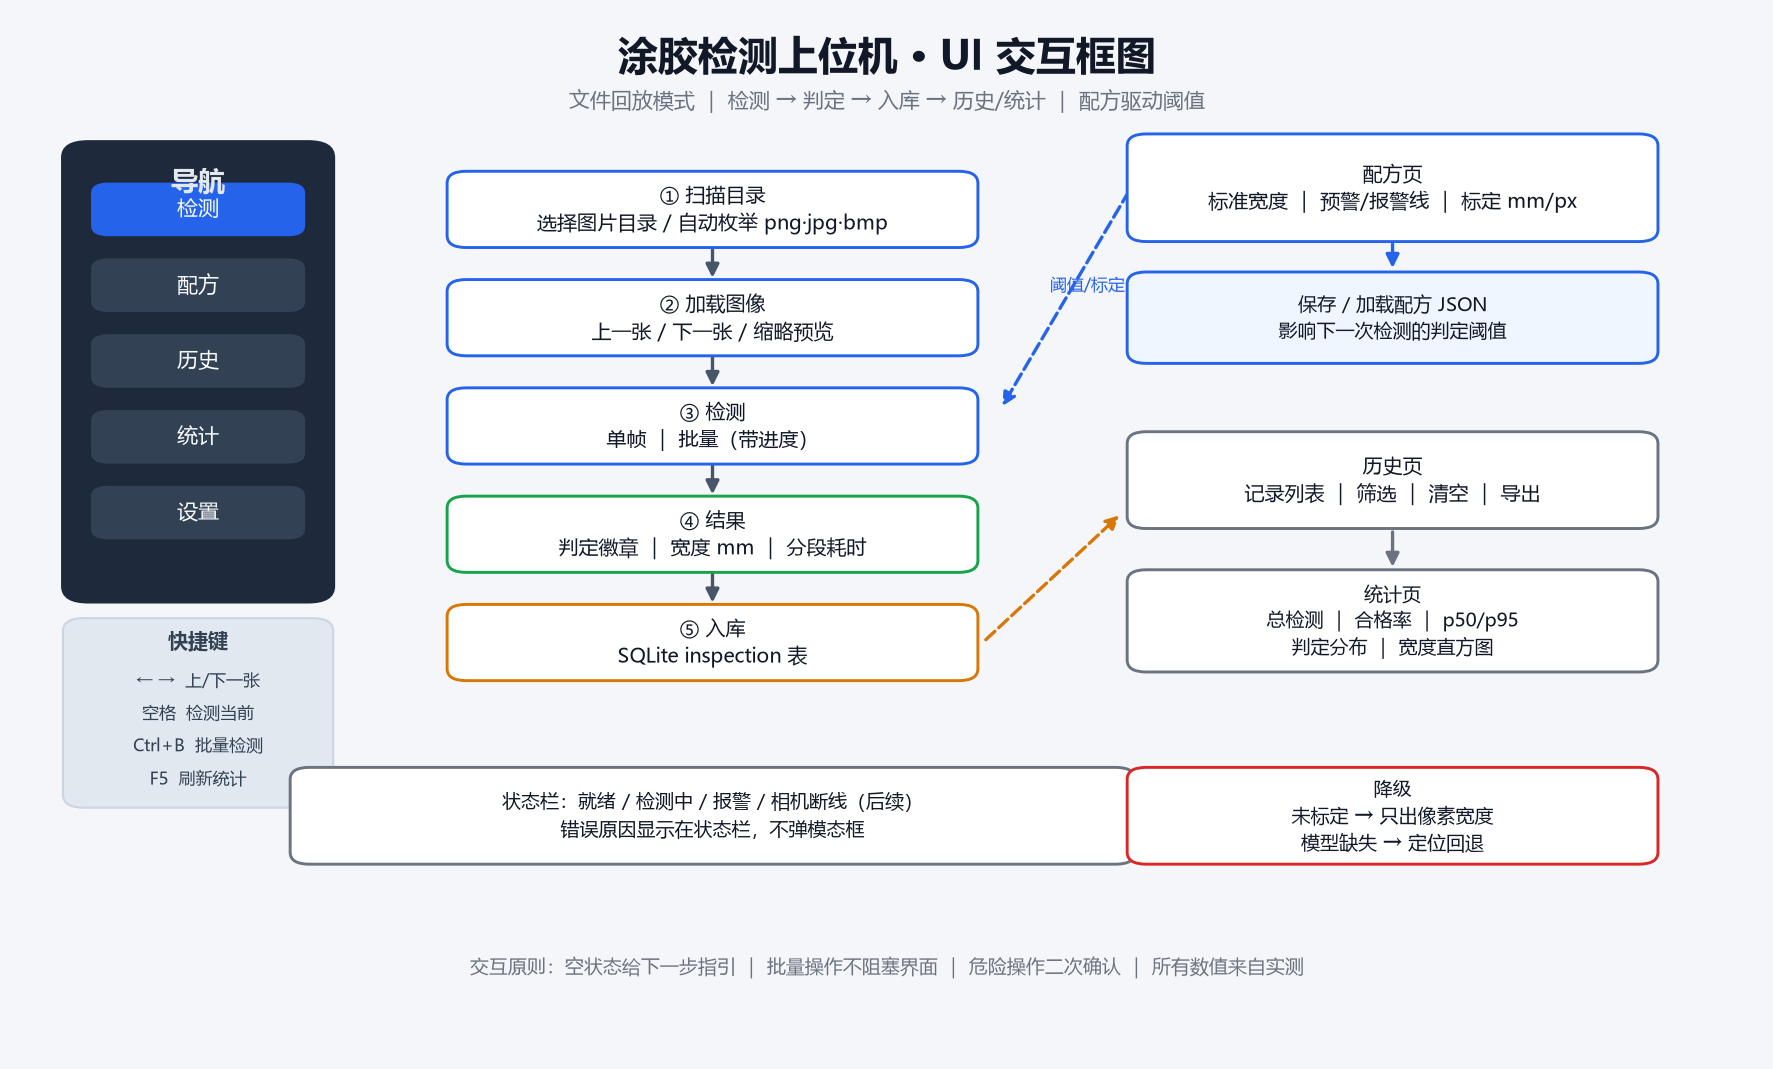 涂胶检测上位机 · UI 交互框图
文件回放模式 | 检测 → 判定 → 入库 → 历史/统计 | 配方驱动阈值
导航
检测
配方
历史
统计
设置
快捷键
← → 上/下一张
空格 检测当前
Ctrl+B 批量检测
F5 刷新统计
① 扫描目录
选择图片目录 / 自动枚举 png·jpg·bmp
② 加载图像
上一张 / 下一张 / 缩略预览
③ 检测
单帧 | 批量（带进度）
④ 结果
判定徽章 | 宽度 mm | 分段耗时
⑤ 入库
SQLite inspection 表
阈值/标定
配方页
标准宽度 | 预警/报警线 | 标定 mm/px
保存 / 加载配方 JSON
影响下一次检测的判定阈值
历史页
记录列表 | 筛选 | 清空 | 导出
统计页
总检测 | 合格率 | p50/p95
判定分布 | 宽度直方图
状态栏：就绪 / 检测中 / 报警 / 相机断线（后续）
错误原因显示在状态栏，不弹模态框
降级
未标定 → 只出像素宽度
模型缺失 → 定位回退
交互原则：空状态给下一步指引 | 批量操作不阻塞界面 | 危险操作二次确认 | 所有数值来自实测